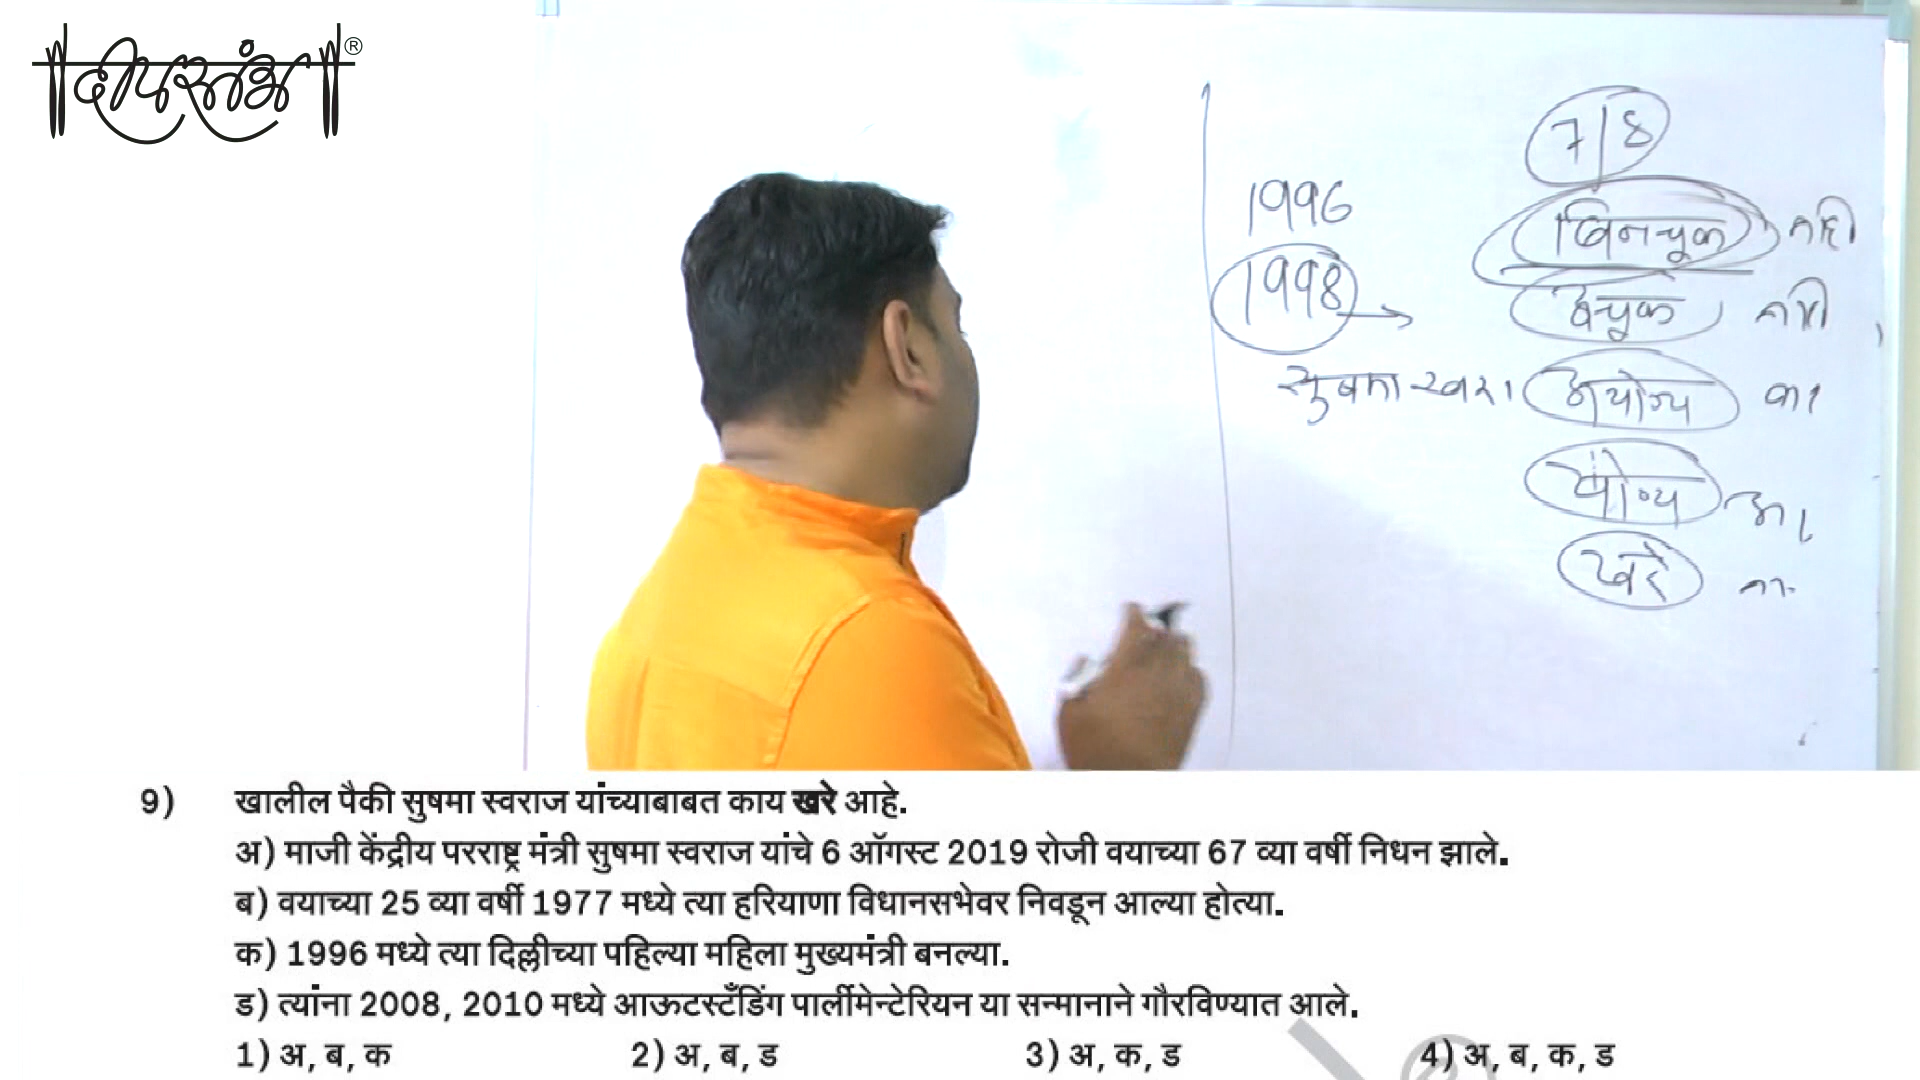 दीपस्तंभ®
7|8
1996
बिनचूक नाही
1998 →
अचूक नाही
सुषमा स्वरा
अयोग्य का
योग्य आ
खरे ना
9) खालील पैकी सुषमा स्वराज यांच्याबाबत काय खरे आहे.
अ) माजी केंद्रीय परराष्ट्र मंत्री सुषमा स्वराज यांचे 6 ऑगस्ट 2019 रोजी वयाच्या 67 व्या वर्षी निधन झाले.
ब) वयाच्या 25 व्या वर्षी 1977 मध्ये त्या हरियाणा विधानसभेवर निवडून आल्या होत्या.
क) 1996 मध्ये त्या दिल्लीच्या पहिल्या महिला मुख्यमंत्री बनल्या.
ड) त्यांना 2008, 2010 मध्ये आऊटस्टँडिंग पार्लीमेन्टेरियन या सन्मानाने गौरविण्यात आले.
1) अ, ब, क 2) अ, ब, ड 3) अ, क, ड 4) अ, ब, क, ड